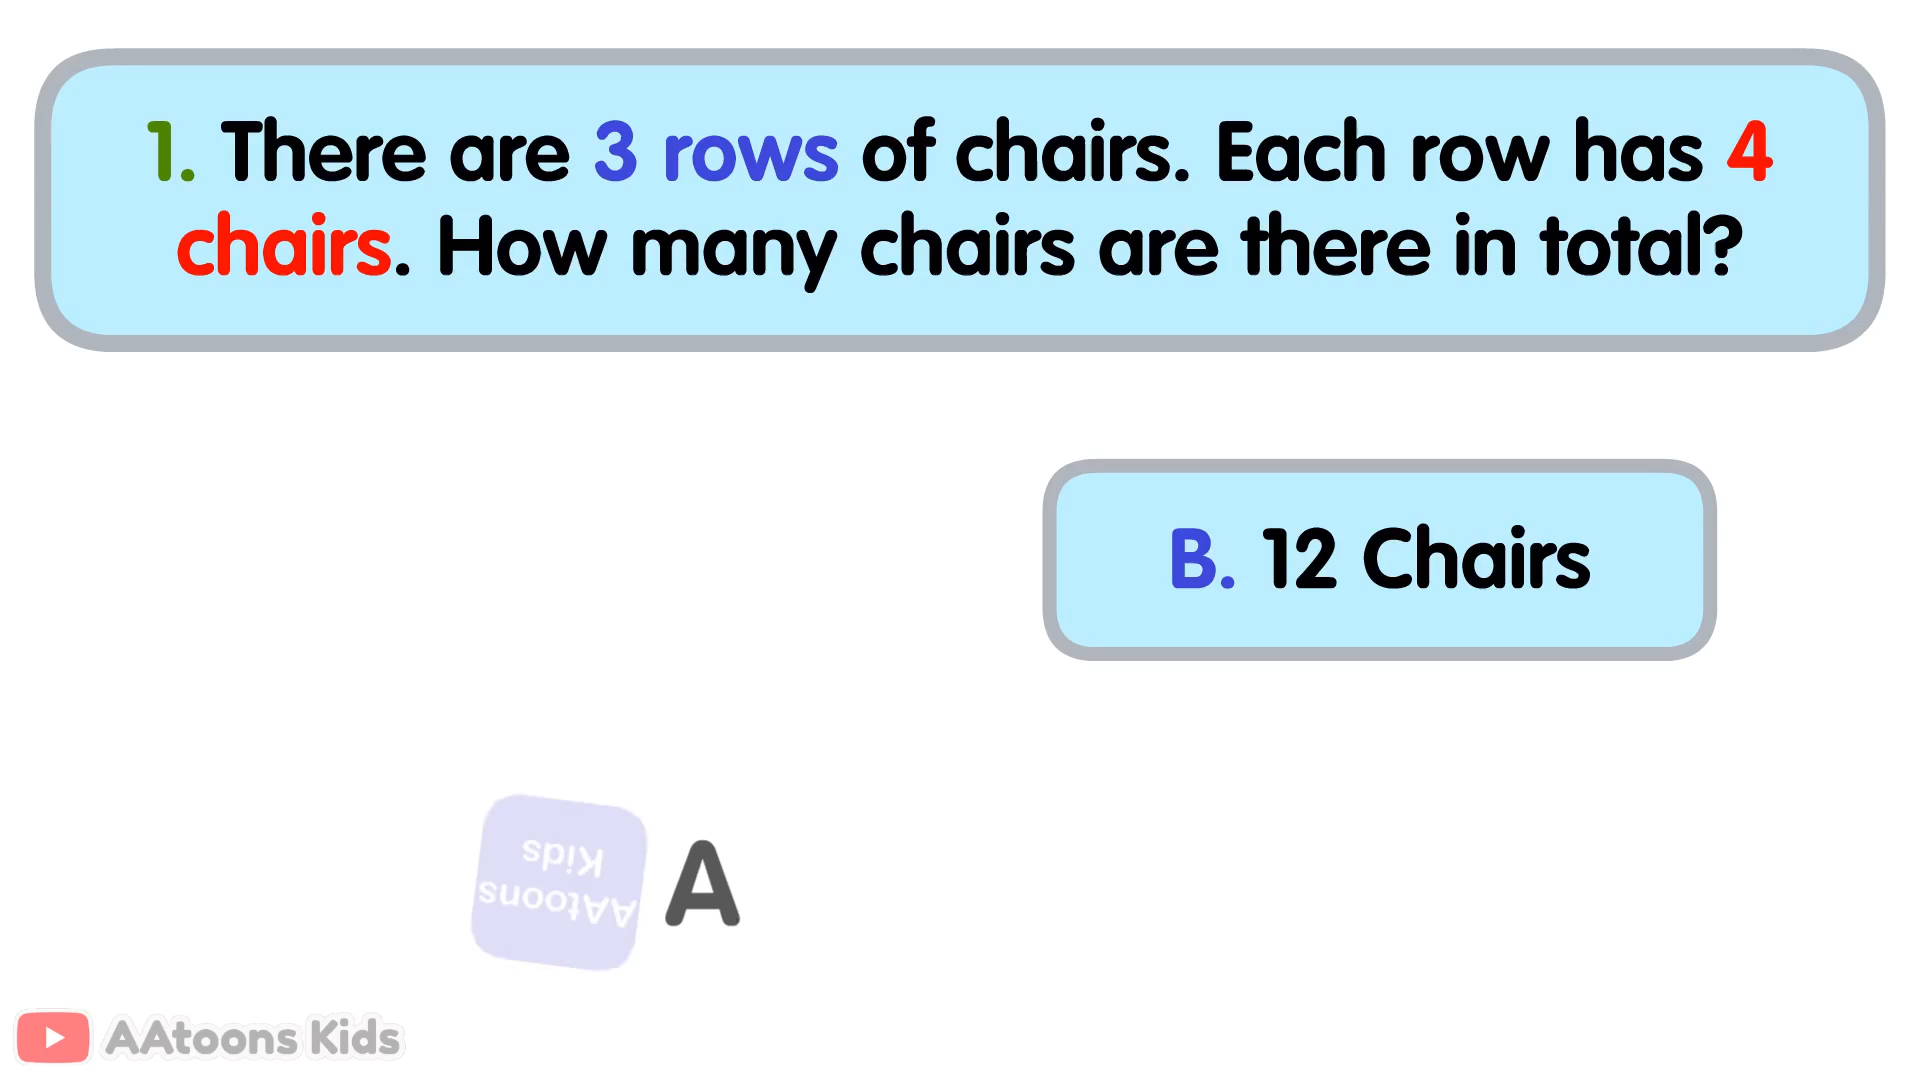 1. There are 3 rows of chairs. Each row has 4
chairs. How many chairs are there in total?
B. 12 Chairs
AAtoons
Kids
A
AAtoons Kids